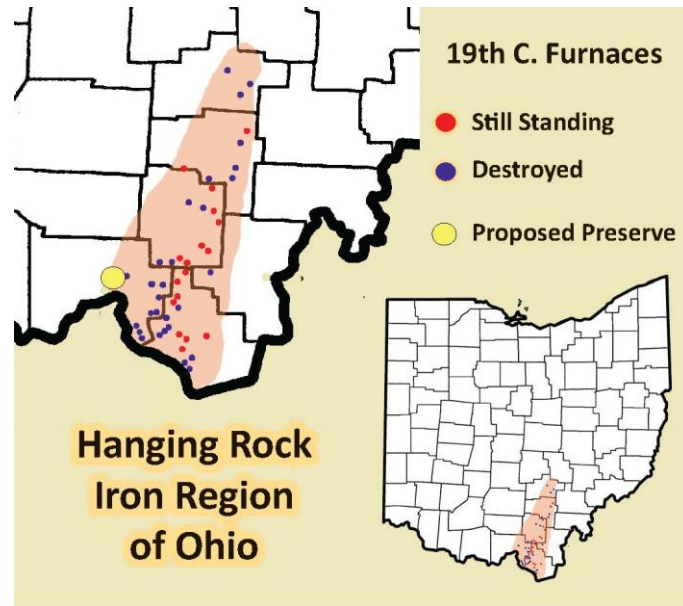 19th C. Furnaces
Still Standing
Destroyed
Proposed Preserve
Hanging Rock
Iron Region
of Ohio